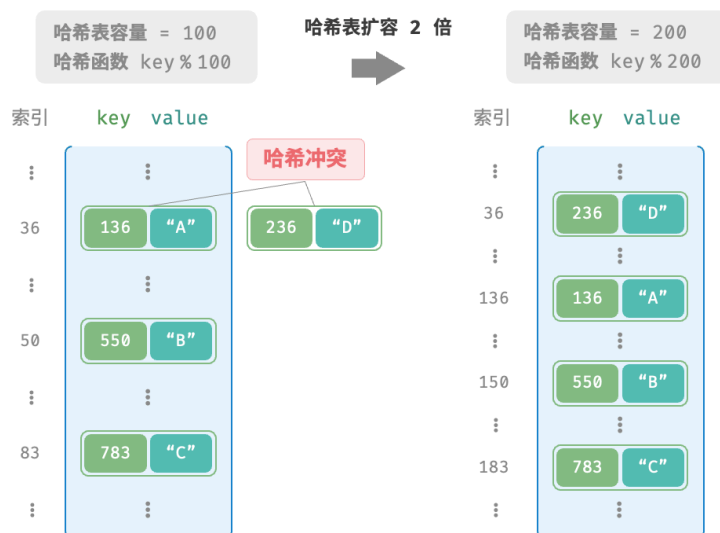 哈希表容量 = 100
哈希函数 key%100
哈希表扩容 2 倍
哈希表容量 = 200
哈希函数 key%200
索引 key value
哈希冲突
36 136 “A” 236 “D”
50 550 “B”
83 783 “C”
索引 key value
36 236 “D”
136 136 “A”
150 550 “B”
183 783 “C”